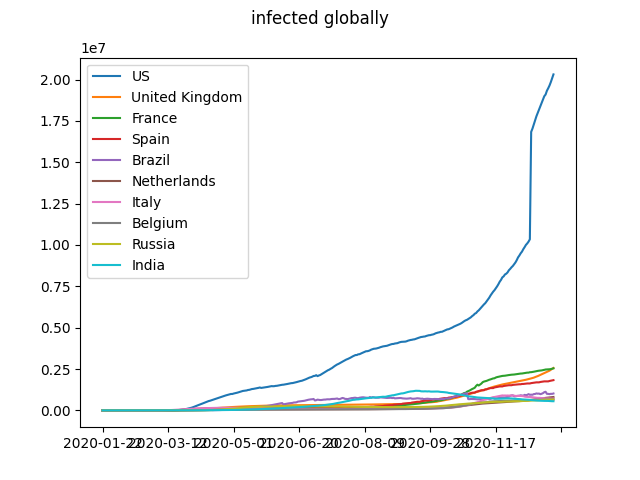 infected globally
1e7
2.00
1.75
1.50
1.25
1.00
0.75
0.50
0.25
0.00
US
United Kingdom
France
Spain
Brazil
Netherlands
Italy
Belgium
Russia
India
2020-01-22 2020-03-12 2020-05-01 2020-06-20 2020-08-09 2020-09-28 2020-11-17